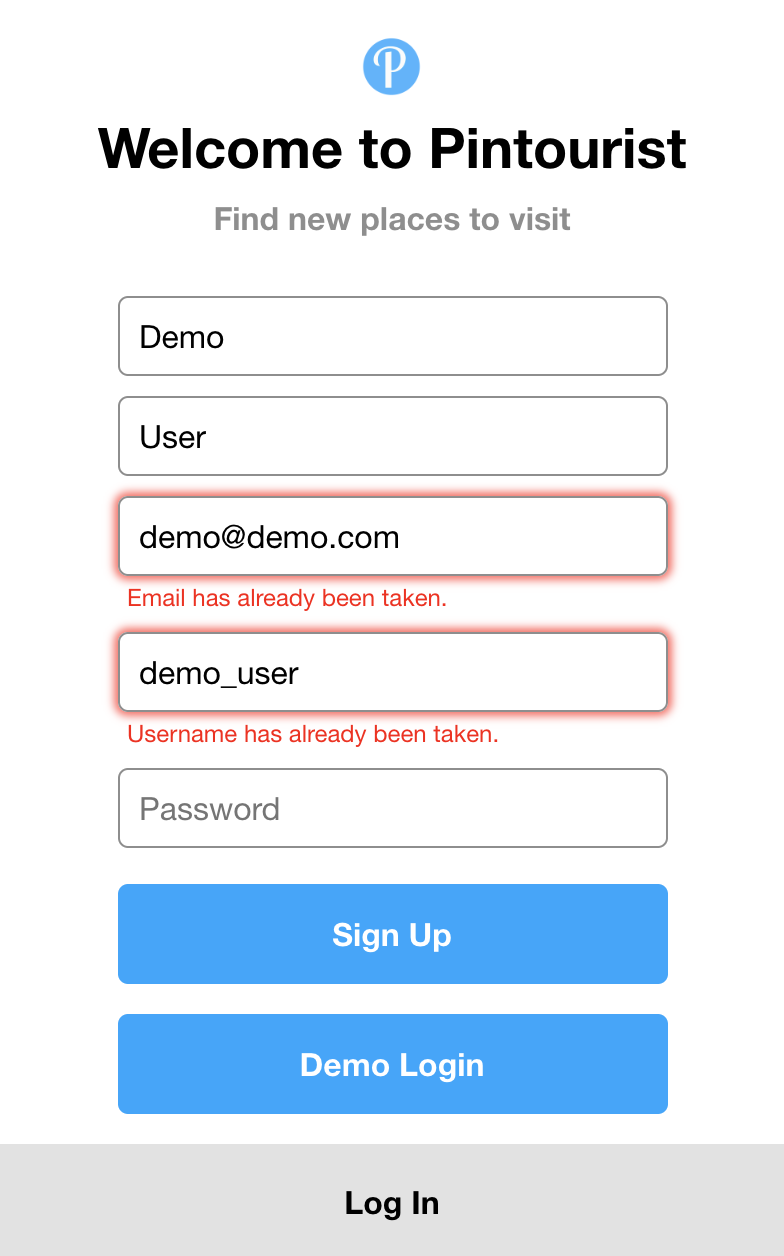 P
Welcome to Pintourist
Find new places to visit
Demo
User
demo@demo.com
Email has already been taken.
demo_user
Username has already been taken.
Password
Sign Up
Demo Login
Log In